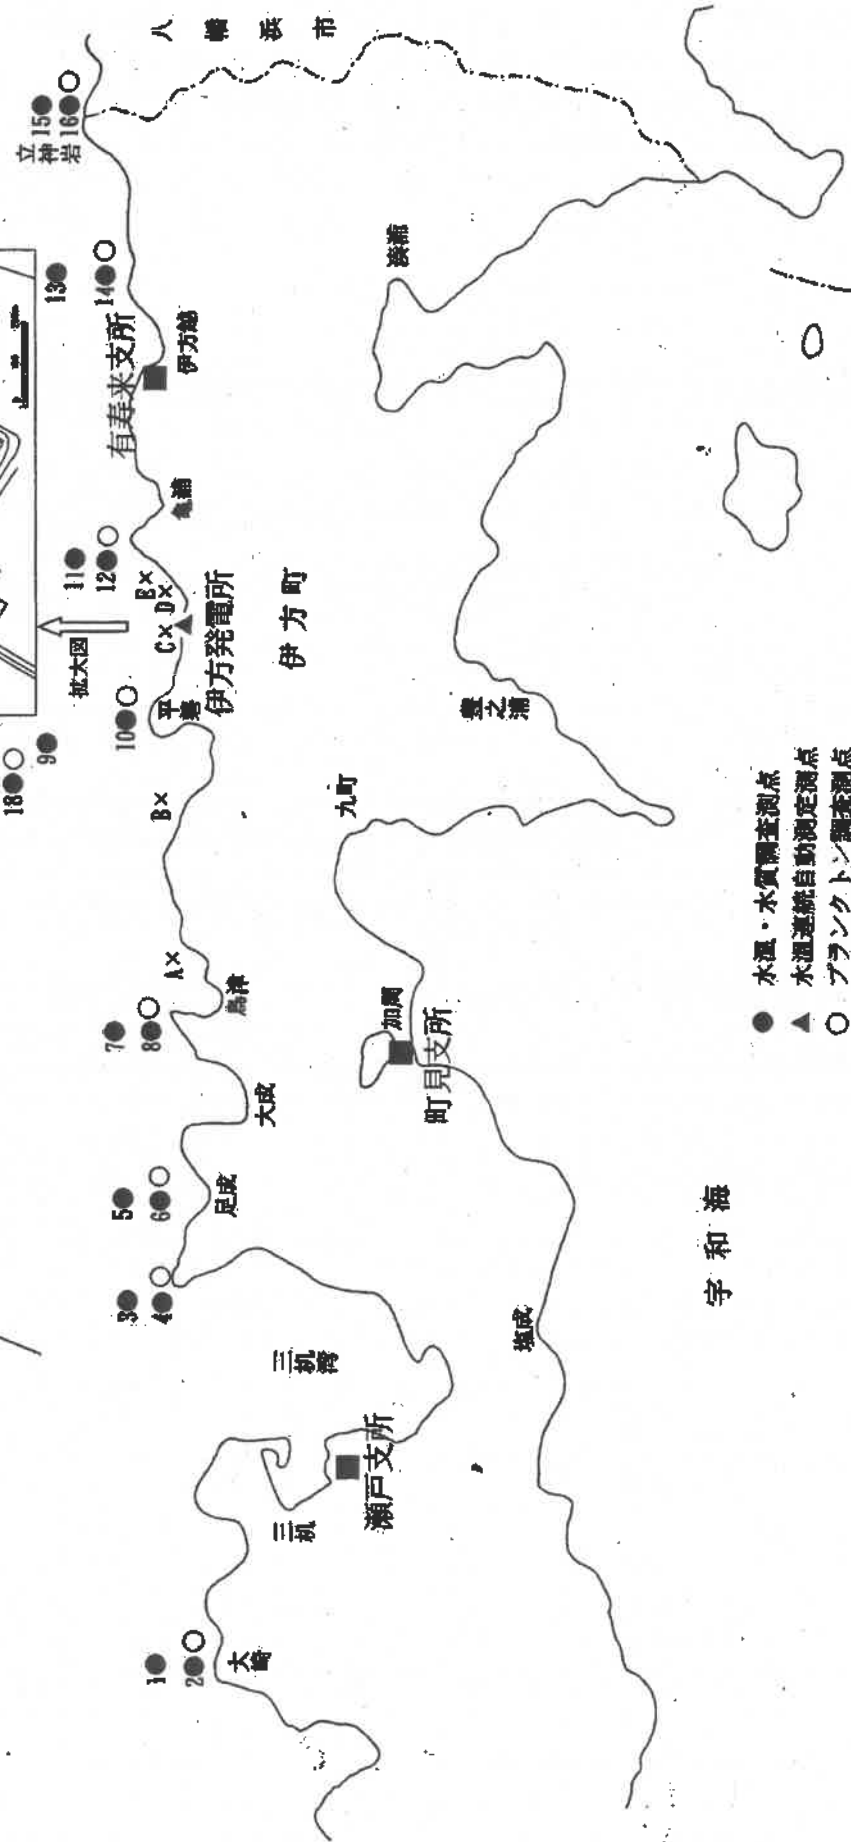 八幡浜市
立神岩
15
16
13
14
有寿来支所
伊方越
亀浦
11
12
E×
D×
C×
伊方発電所
伊方町
拡大図
平碆
10
18
9
B×
A×
鳥津
7
8
大成
5
6
足成
3
4
三机湾
三机
瀬戸支所
1
2
大崎
湊浦
豊之浦
九町
加周
町見支所
塩成
宇和海
● 水温・水質調査測点
▲ 水温連続自動測定測点
○ プランクトン調査測点